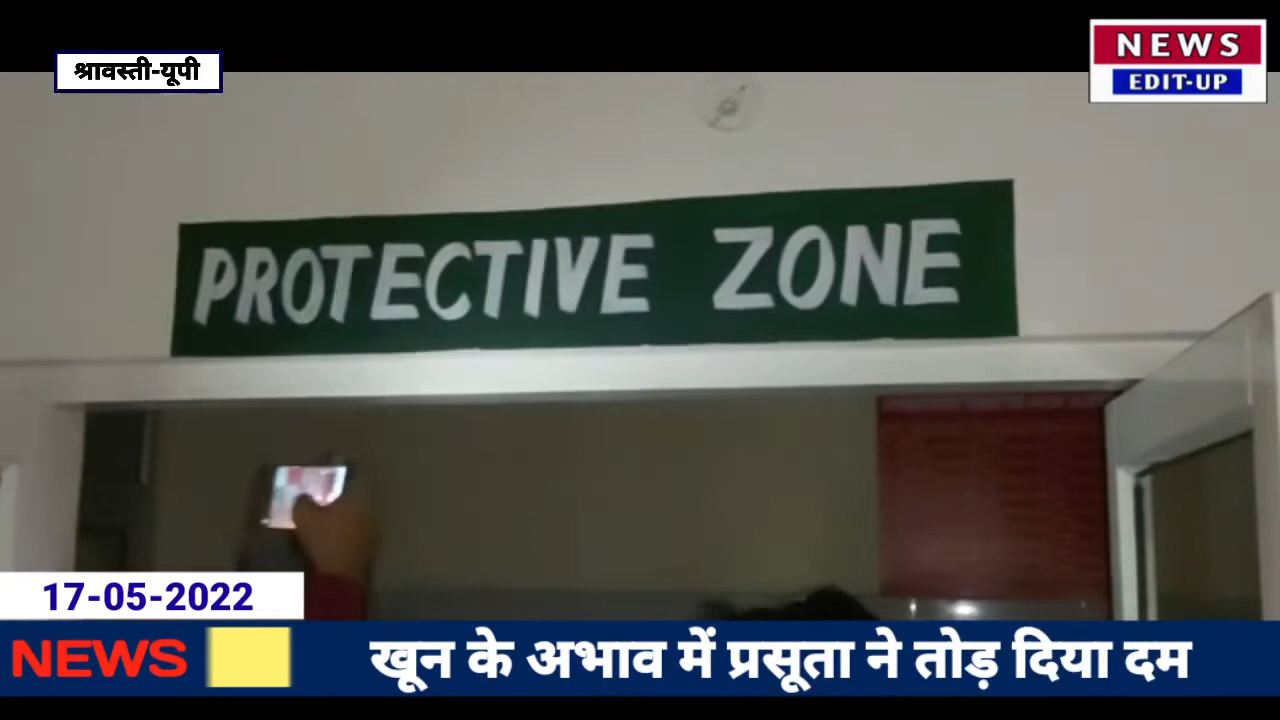 श्रावस्ती-यूपी
NEWS
EDIT-UP
PROTECTIVE ZONE
17-05-2022
NEWS
खून के अभाव में प्रसूता ने तोड़ दिया दम